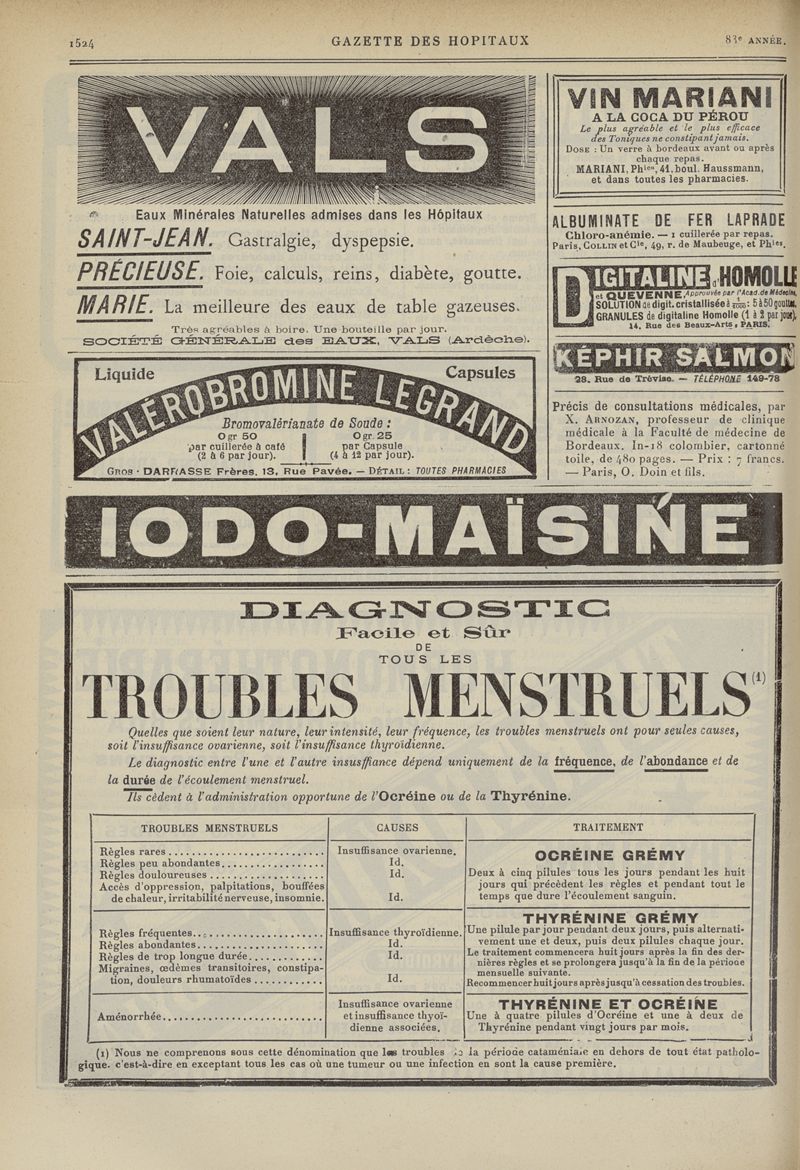 1524 GAZETTE DES HOPITAUX 83e ANNÉE.
VALS
Eaux Minérales Naturelles admises dans les Hôpitaux
SAINT-JEAN. Gastralgie, dyspepsie.
PRÉCIEUSE. Foie, calculs, reins, diabète, goutte.
MARIE. La meilleure des eaux de table gazeuses.
Très agréables à boire. Une bouteille par jour.
SOCIÉTÉ GÉNÉRALE des EAUX, VALS (Ardèche).
Liquide Capsules
VALÉROBROMINE LEGRAND
Bromovalérianate de Soude :
0 gr 50 0 gr. 25
par cuillerée à café par Capsule
(2 à 6 par jour). (4 à 12 par jour).
GROS · DARRASSE Frères, 13, Rue Pavée. — DÉTAIL : TOUTES PHARMACIES
VIN MARIANI
A LA COCA DU PÉROU
Le plus agréable et le plus efficace
des Toniques ne constipant jamais.
DOSE : Un verre à bordeaux avant ou après
chaque repas.
MARIANI, Phien, 41, boul. Haussmann,
et dans toutes les pharmacies.
ALBUMINATE DE FER LAPRADE
Chloro-anémie. — 1 cuillerée par repas.
Paris, COLLIN et Cie, 49, r. de Maubeuge, et Phies.
DIGITALINE d'HOMOLLE
et QUEVENNE, Approuvée par l'Acad. de Médecine,
SOLUTION de digit. cristallisée à 1/1000 : 5 à 50 gouttes,
GRANULES de digitaline Homolle (1 à 3 par jour).
14, Rue des Beaux-Arts, PARIS.
KÉPHIR SALMON
28, Rue de Trévise. — TÉLÉPHONE 149-78
Précis de consultations médicales, par
X. ARNOZAN, professeur de clinique
médicale à la Faculté de médecine de
Bordeaux. In-18 colombier, cartonné
toile, de 480 pages. — Prix : 7 francs.
— Paris, O. Doin et fils.
IODO-MAÏSINE
DIAGNOSTIC
Facile et Sûr
DE
TOUS LES
TROUBLES MENSTRUELS (1)
Quelles que soient leur nature, leur intensité, leur fréquence, les troubles menstruels ont pour seules causes,
soit l'insuffisance ovarienne, soit l'insuffisance thyroïdienne.
Le diagnostic entre l'une et l'autre insusffiance dépend uniquement de la fréquence, de l'abondance et de
la durée de l'écoulement menstruel.
Ils cèdent à l'administration opportune de l'Ocréine ou de la Thyrénine.
TROUBLES MENSTRUELS CAUSES TRAITEMENT
Règles rares Insuffisance ovarienne.
Règles peu abondantes Id.
Règles douloureuses Id.
Accès d'oppression, palpitations, bouffées
de chaleur, irritabilité nerveuse, insomnie. Id.
OCRÉINE GRÉMY
Deux à cinq pilules tous les jours pendant les huit
jours qui précèdent les règles et pendant tout le
temps que dure l'écoulement sanguin.
Règles fréquentes Insuffisance thyroïdienne.
Règles abondantes Id.
Règles de trop longue durée Id.
Migraines, œdèmes transitoires, constipa-
tion, douleurs rhumatoïdes Id.
THYRÉNINE GRÉMY
Une pilule par jour pendant deux jours, puis alternati-
vement une et deux, puis deux pilules chaque jour.
Le traitement commencera huit jours après la fin des der-
nières règles et se prolongera jusqu'à la fin de la période
mensuelle suivante.
Recommencer huit jours après jusqu'à cessation des troubles.
Aménorrhée
Insuffisance ovarienne
et insuffisance thyroï-
dienne associées.
THYRÉNINE ET OCRÉINE
Une à quatre pilules d'Ocréine et une à deux de
Thyrénine pendant vingt jours par mois.
(1) Nous ne comprenons sous cette dénomination que les troubles de la période cataméniale en dehors de tout état patholo-
gique. c'est-à-dire en exceptant tous les cas où une tumeur ou une infection en sont la cause première.